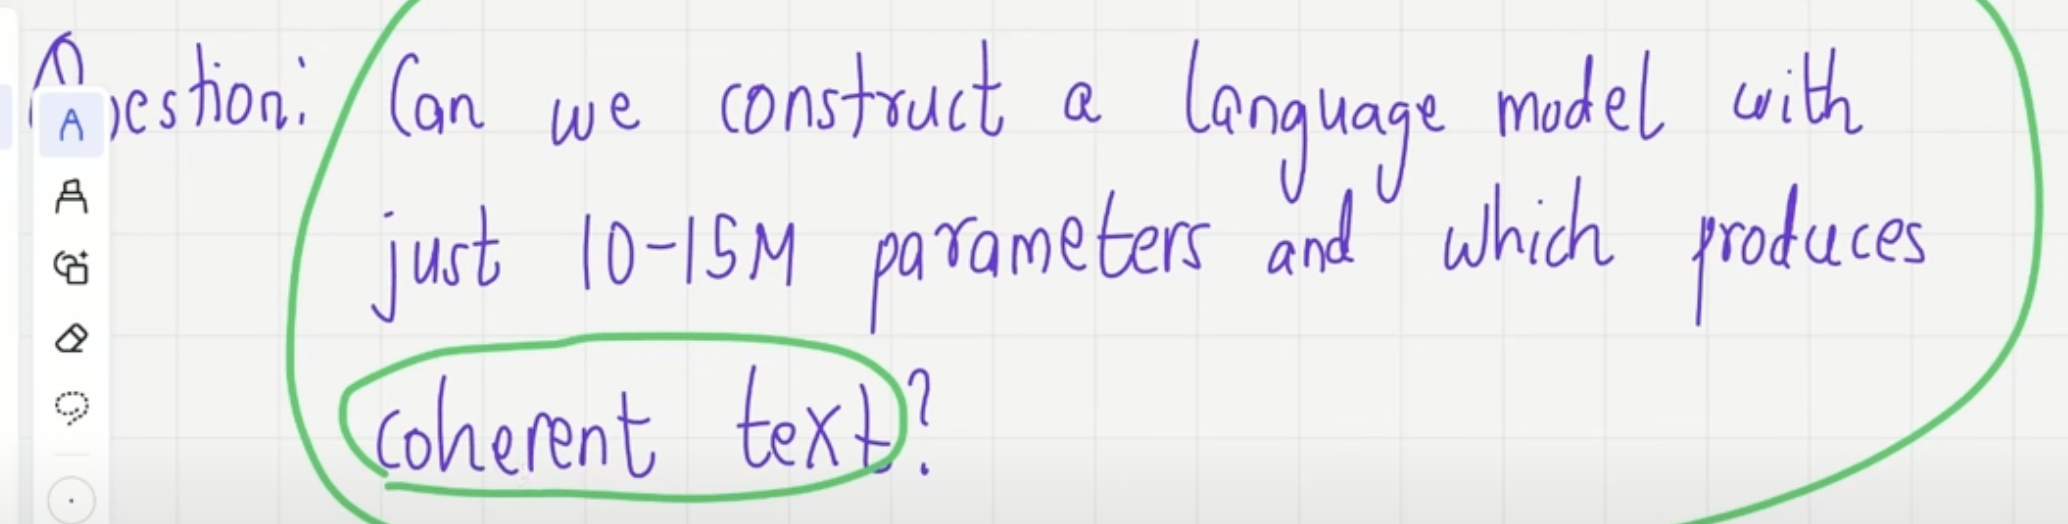 Question: Can we construct a language model with
just 10-15M parameters and which produces
coherent text?